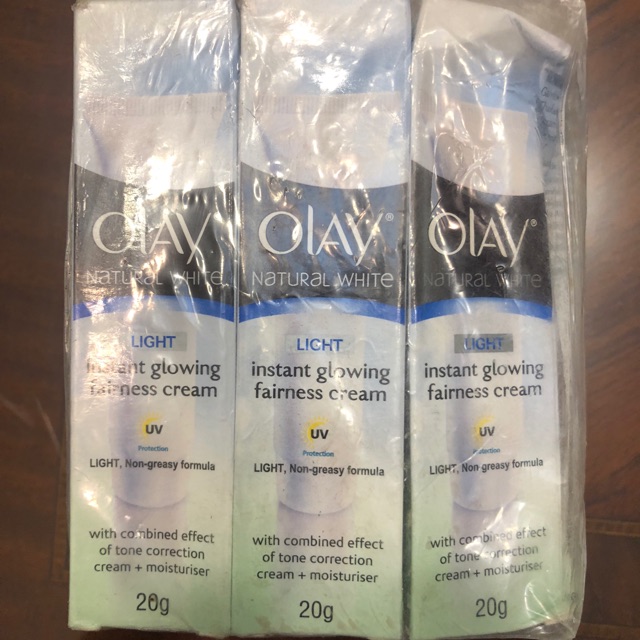 OLAY
NATURAL WHITE
LIGHT
instant glowing
fairness cream
UV
Protection
LIGHT, Non-greasy formula
with combined effect
of tone correction
cream + moisturiser
20g
OLAY
NATURAL WHITE
LIGHT
instant glowing
fairness cream
UV
Protection
LIGHT, Non-greasy formula
with combined effect
of tone correction
cream + moisturiser
20g
OLAY®
NATURAL WHITE
LIGHT
instant glowing
fairness cream
UV
Protection
LIGHT, Non-greasy formula
with combined effect
of tone correction
cream + moisturiser
20g